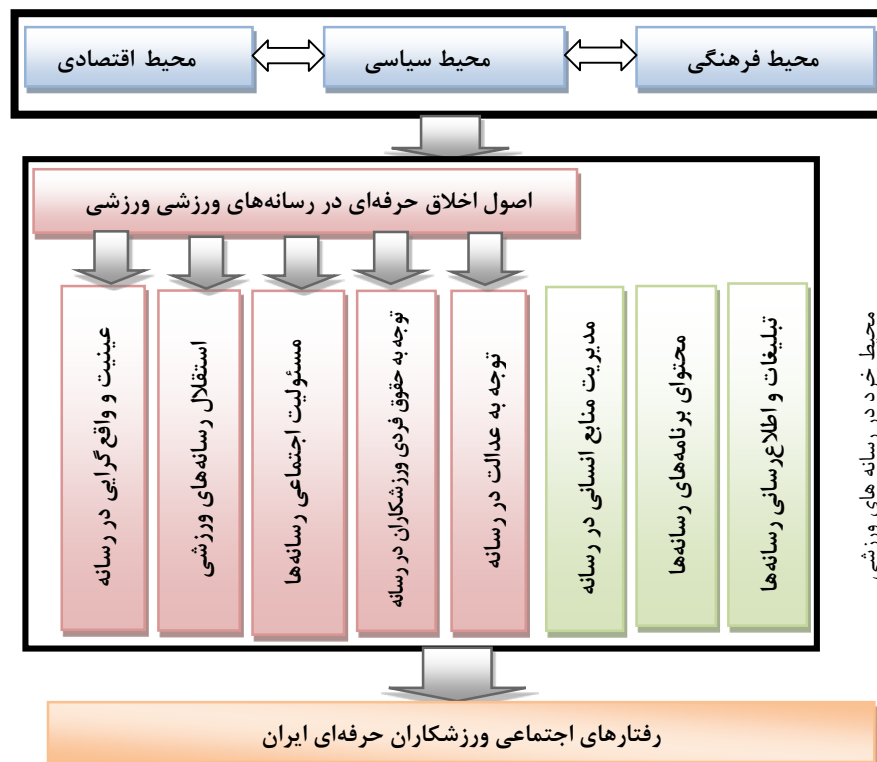 محیط فرهنگی
محیط سیاسی
محیط اقتصادی
اصول اخلاق حرفه‌ای در رسانه‌های ورزشی ورزشی
تبلیغات و اطلاع‌رسانی رسانه‌ها
محتوای برنامه‌های رسانه‌ها
مدیریت منابع انسانی در رسانه
توجه به عدالت در رسانه
توجه به حقوق فردی ورزشکاران در رسانه
مسئولیت اجتماعی رسانه‌ها
استقلال رسانه‌های ورزشی
عینیت و واقع‌گرایی در رسانه
محیط خرد در رسانه های ورزشی
رفتارهای اجتماعی ورزشکاران حرفه‌ای ایران